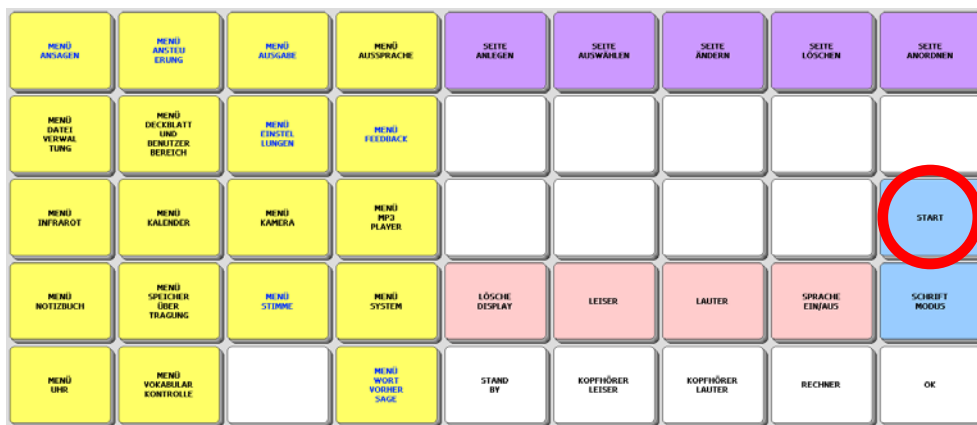 MENÜ
ANSAGEN
MENÜ
ANSTEU
ERUNG
MENÜ
AUSGABE
MENÜ
AUSSPRACHE
SEITE
ANLEGEN
SEITE
AUSWÄHLEN
SEITE
ÄNDERN
SEITE
LÖSCHEN
SEITE
ANORDNEN
MENÜ
DATEI
VERWAL
TUNG
MENÜ
DECKBLATT
UND
BENUTZER
BEREICH
MENÜ
EINSTEL
LUNGEN
MENÜ
FEEDBACK
MENÜ
INFRAROT
MENÜ
KALENDER
MENÜ
KAMERA
MENÜ
MP3
PLAYER
START
MENÜ
NOTIZBUCH
MENÜ
SPEICHER
ÜBER
TRAGUNG
MENÜ
STIMME
MENÜ
SYSTEM
LÖSCHE
DISPLAY
LEISER
LAUTER
SPRACHE
EIN/AUS
SCHRIFT
MODUS
MENÜ
UHR
MENÜ
VOKABULAR
KONTROLLE
MENÜ
WORT
VORHER
SAGE
STAND
BY
KOPFHÖRER
LEISER
KOPFHÖRER
LAUTER
RECHNER
OK